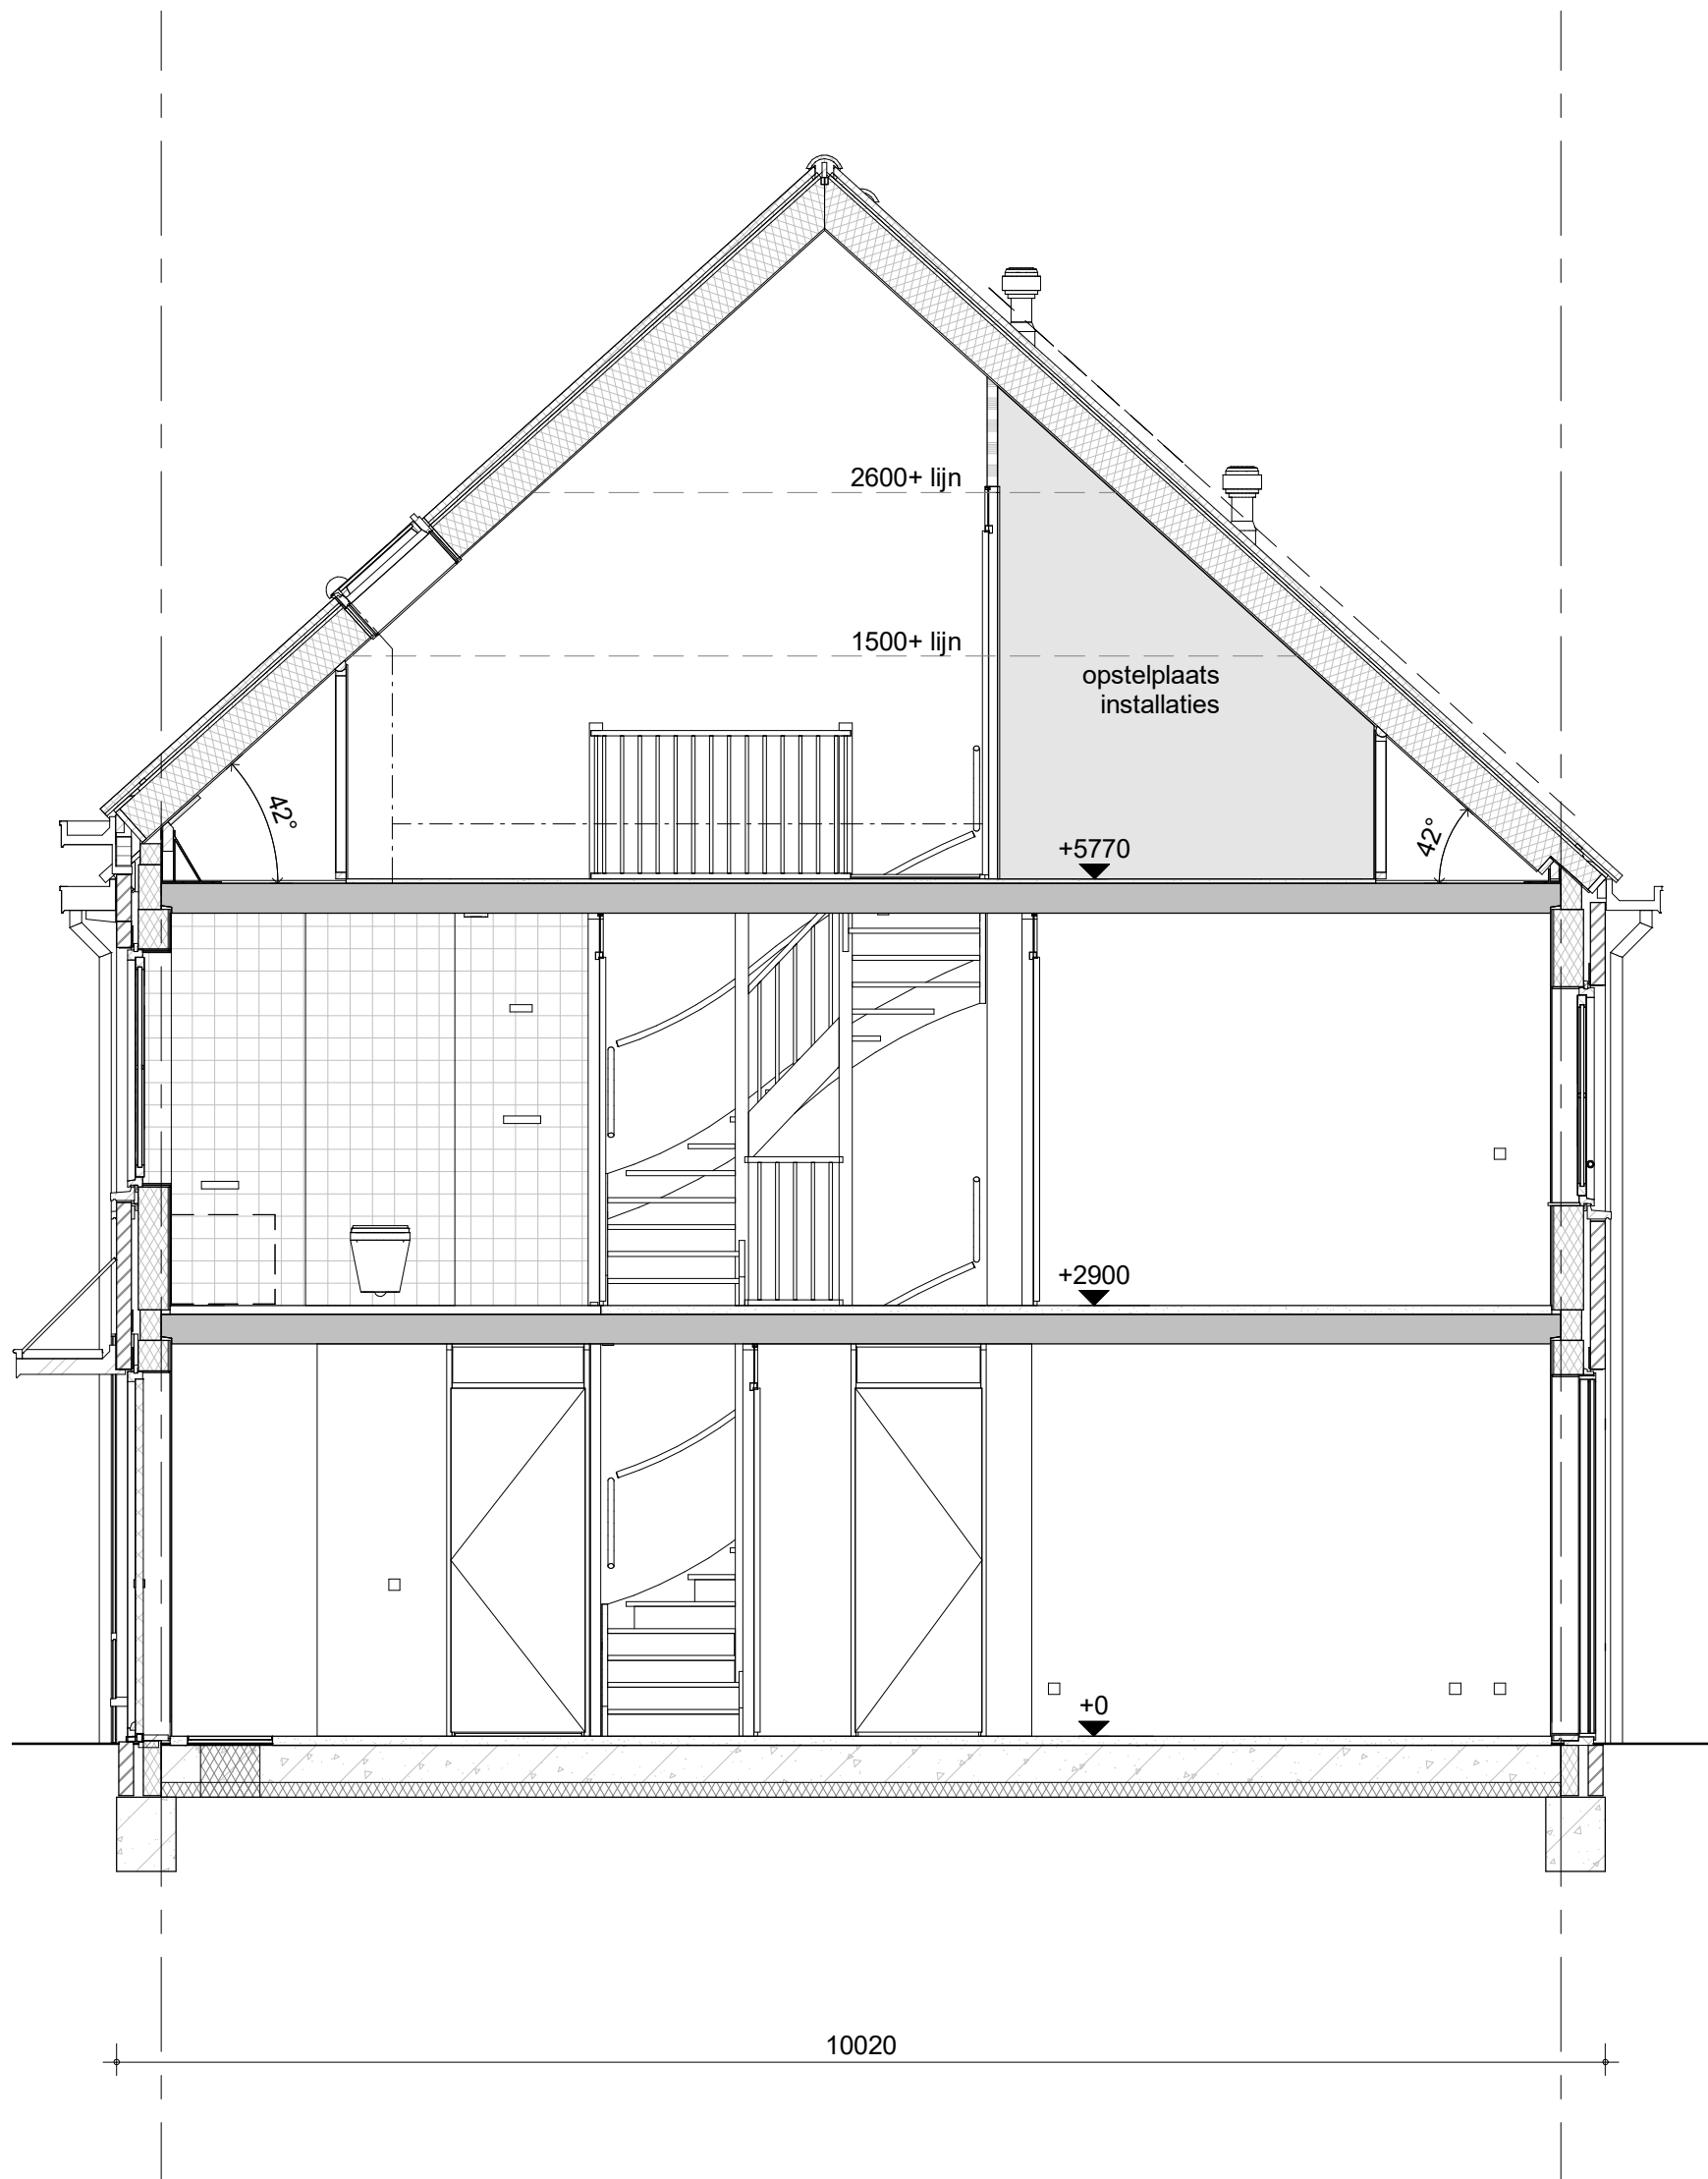 2600+ lijn
1500+ lijn
opstelplaats
installaties
42°
42°
+5770
+2900
+0
10020